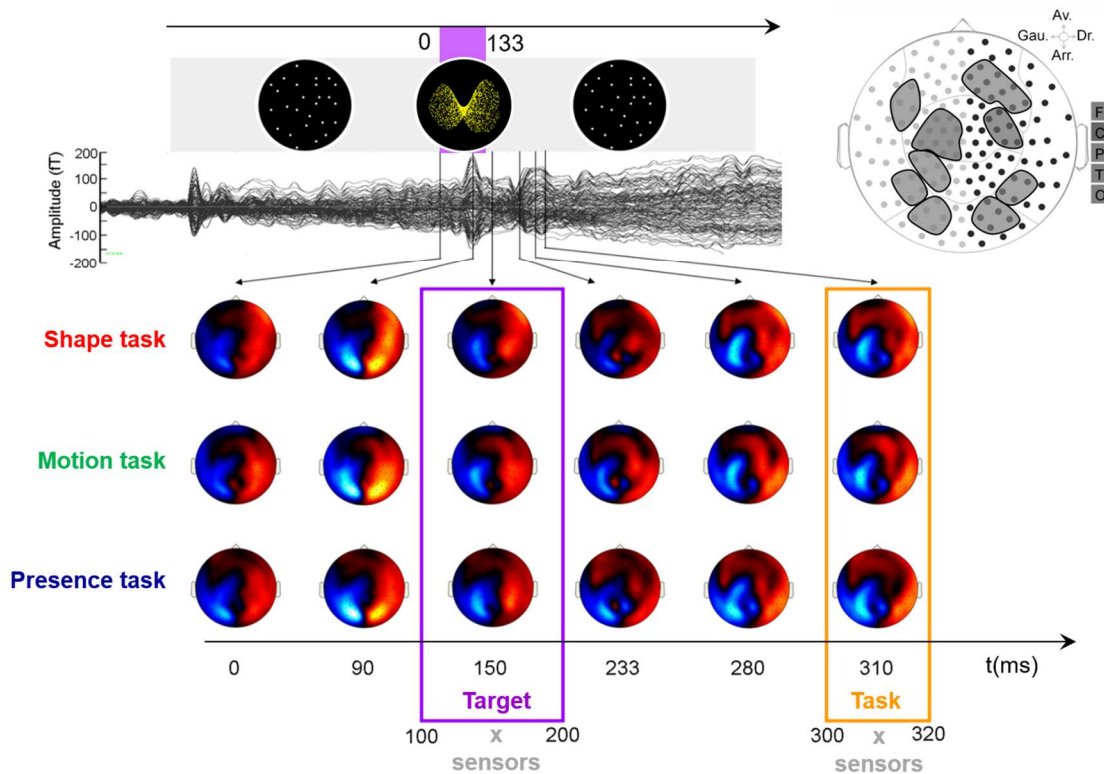 0 133
Av.
Gau. Dr.
Arr.
F
C
P
T
O
Amplitude (fT)
200
100
0
-100
-200
Shape task
Motion task
Presence task
0 90 150 233 280 310 t(ms)
Target Task
100 x 200 300 x 320
sensors sensors